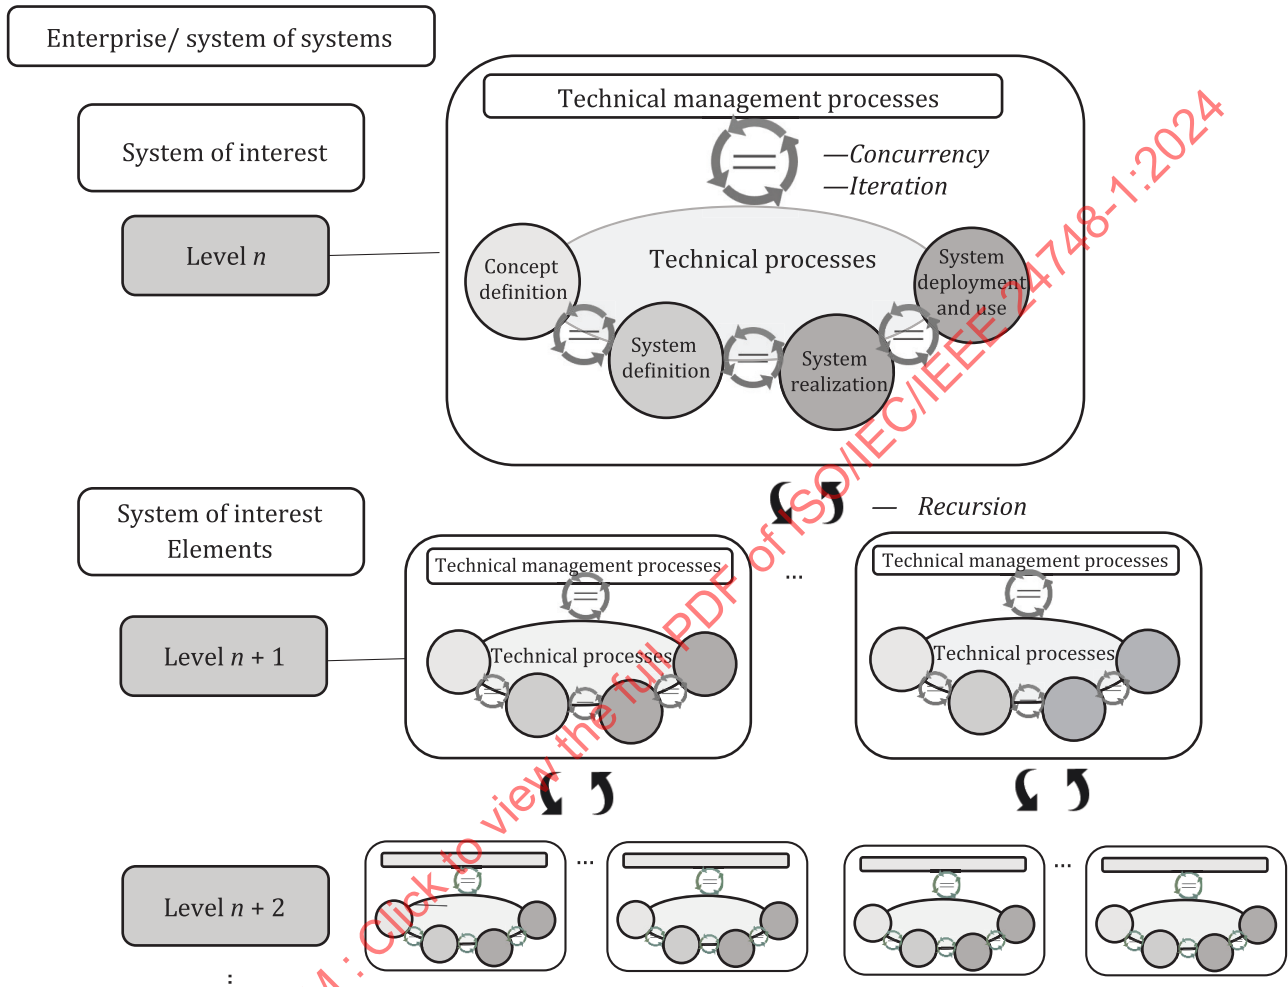 Enterprise/ system of systems
System of interest
Level n
Technical management processes
—Concurrency
—Iteration
Technical processes
Concept
definition
System
definition
System
realization
System
deployment
and use
— Recursion
System of interest
Elements
Level n + 1
Technical management processes
Technical processes
...
Technical management processes
Technical processes
Level n + 2
...
...
:
: Click to view the full PDF of ISO/IEC/IEEE 24748-1:2024